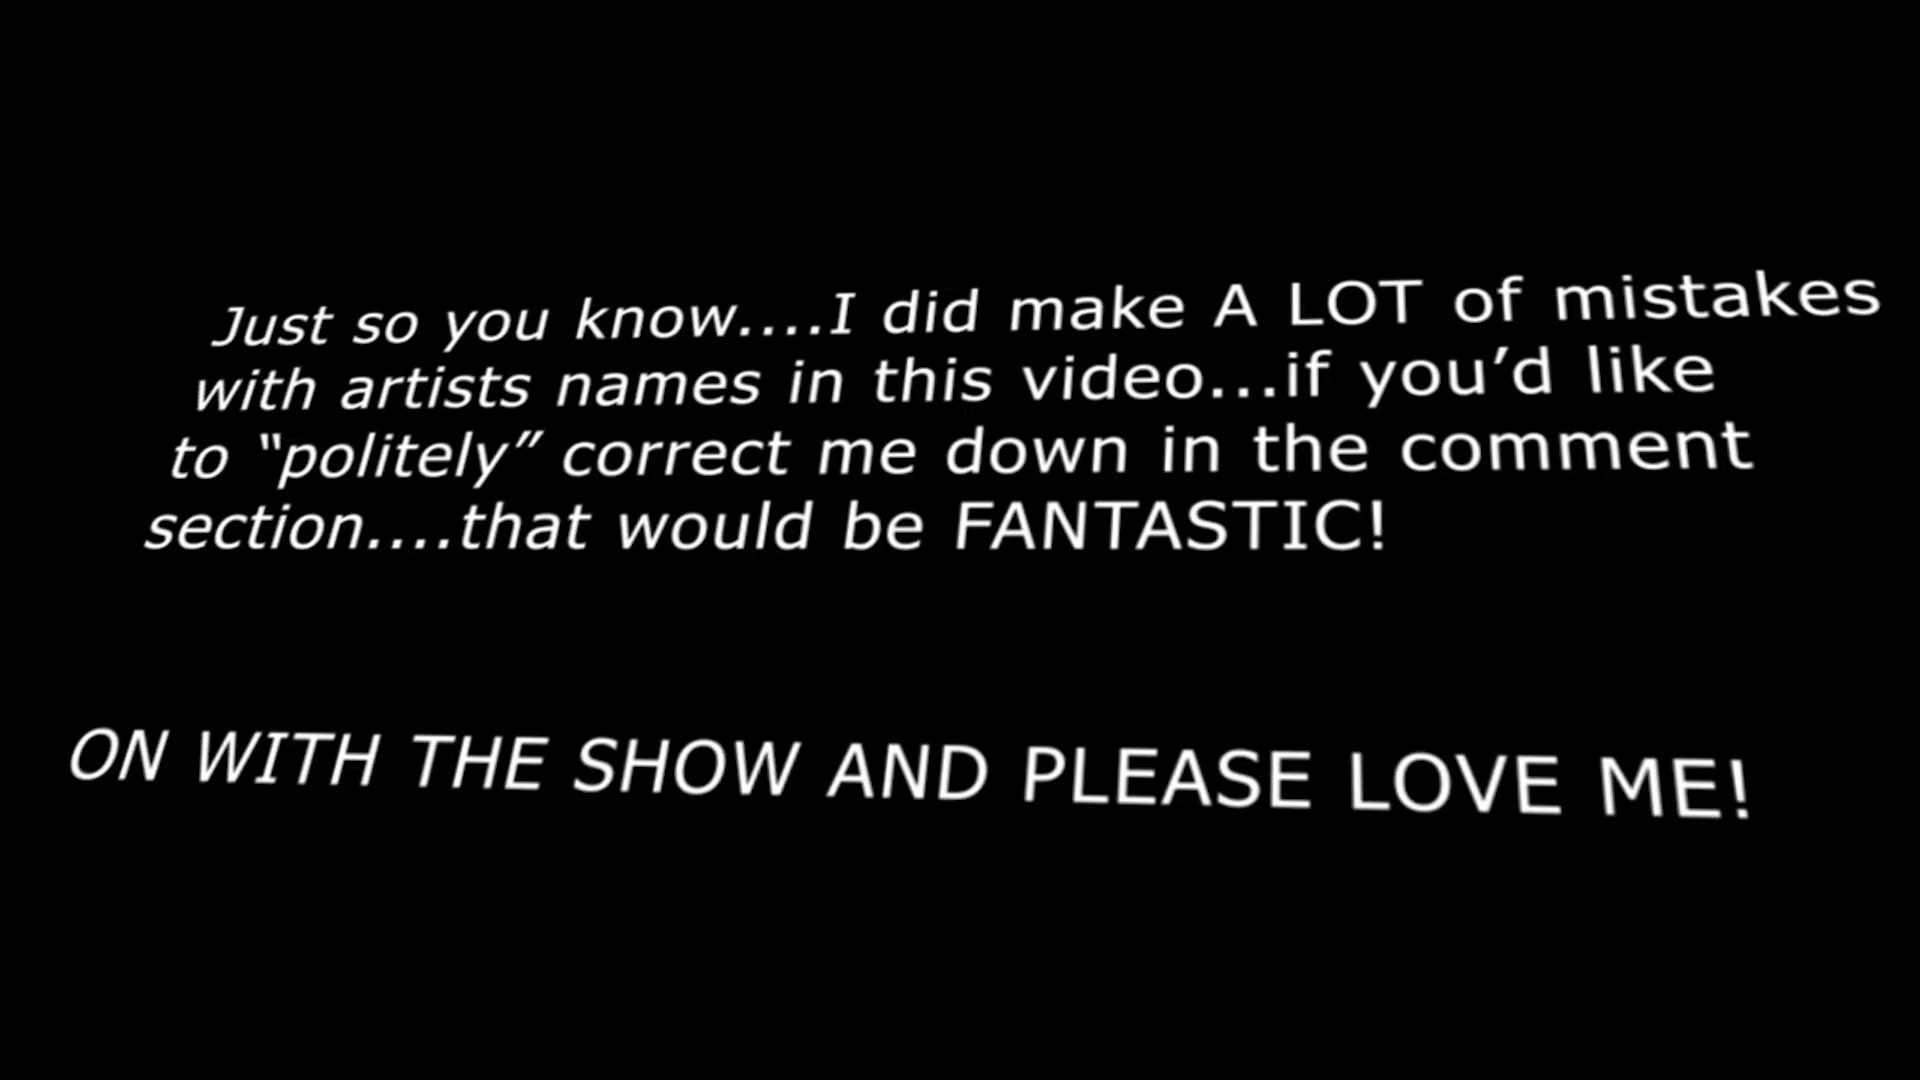 Just so you know....I did make A LOT of mistakes
with artists names in this video...if you’d like
to “politely” correct me down in the comment
section....that would be FANTASTIC!
ON WITH THE SHOW AND PLEASE LOVE ME!